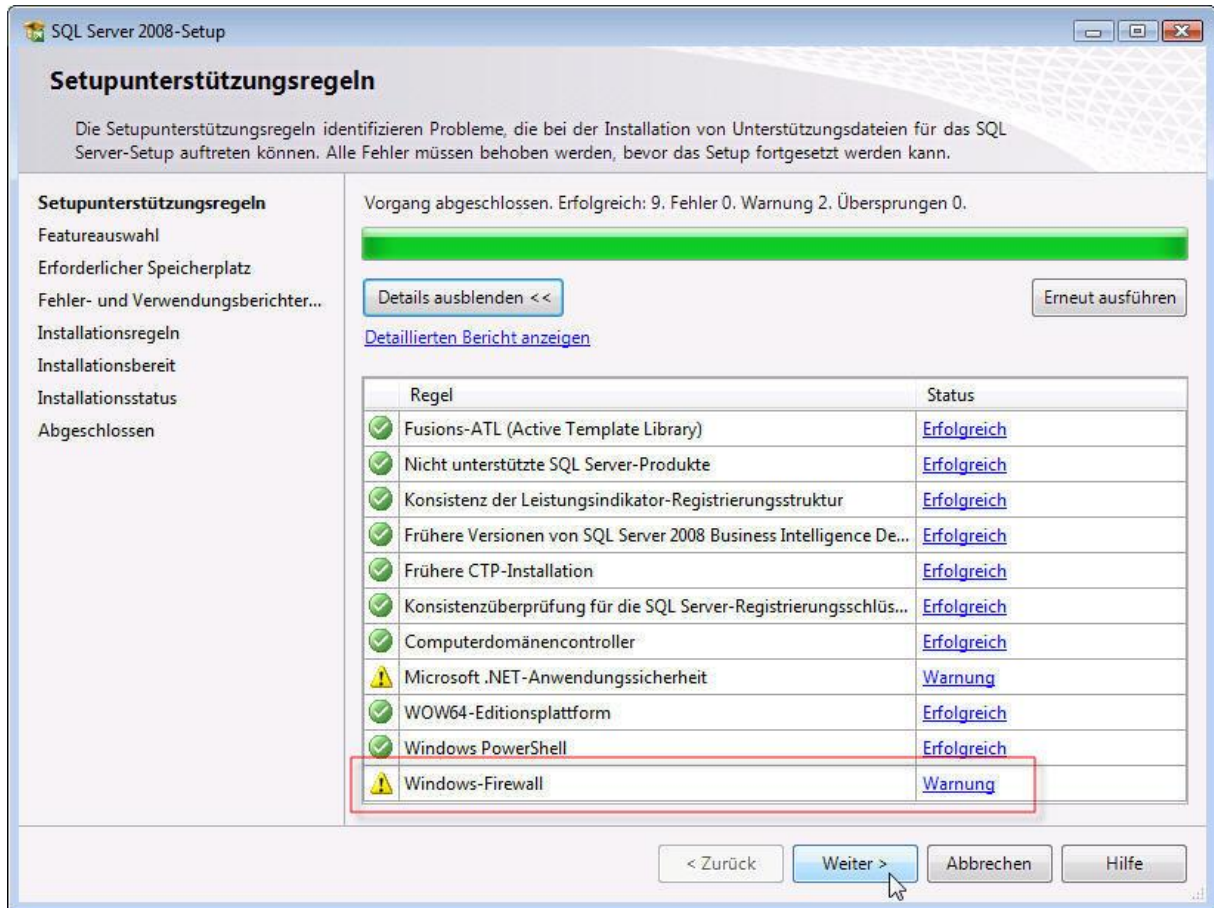 SQL Server 2008-Setup
Setupunterstützungsregeln
Die Setupunterstützungsregeln identifizieren Probleme, die bei der Installation von Unterstützungsdateien für das SQL
Server-Setup auftreten können. Alle Fehler müssen behoben werden, bevor das Setup fortgesetzt werden kann.
Setupunterstützungsregeln
Featureauswahl
Erforderlicher Speicherplatz
Fehler- und Verwendungsberichter...
Installationsregeln
Installationsbereit
Installationsstatus
Abgeschlossen
Vorgang abgeschlossen. Erfolgreich: 9. Fehler 0. Warnung 2. Übersprungen 0.
Details ausblenden <<
Erneut ausführen
Detaillierten Bericht anzeigen
Regel Status
Fusions-ATL (Active Template Library) Erfolgreich
Nicht unterstützte SQL Server-Produkte Erfolgreich
Konsistenz der Leistungsindikator-Registrierungsstruktur Erfolgreich
Frühere Versionen von SQL Server 2008 Business Intelligence De... Erfolgreich
Frühere CTP-Installation Erfolgreich
Konsistenzüberprüfung für die SQL Server-Registrierungsschlüs... Erfolgreich
Computerdomänencontroller Erfolgreich
Microsoft .NET-Anwendungssicherheit Warnung
WOW64-Editionsplattform Erfolgreich
Windows PowerShell Erfolgreich
Windows-Firewall Warnung
< Zurück Weiter > Abbrechen Hilfe